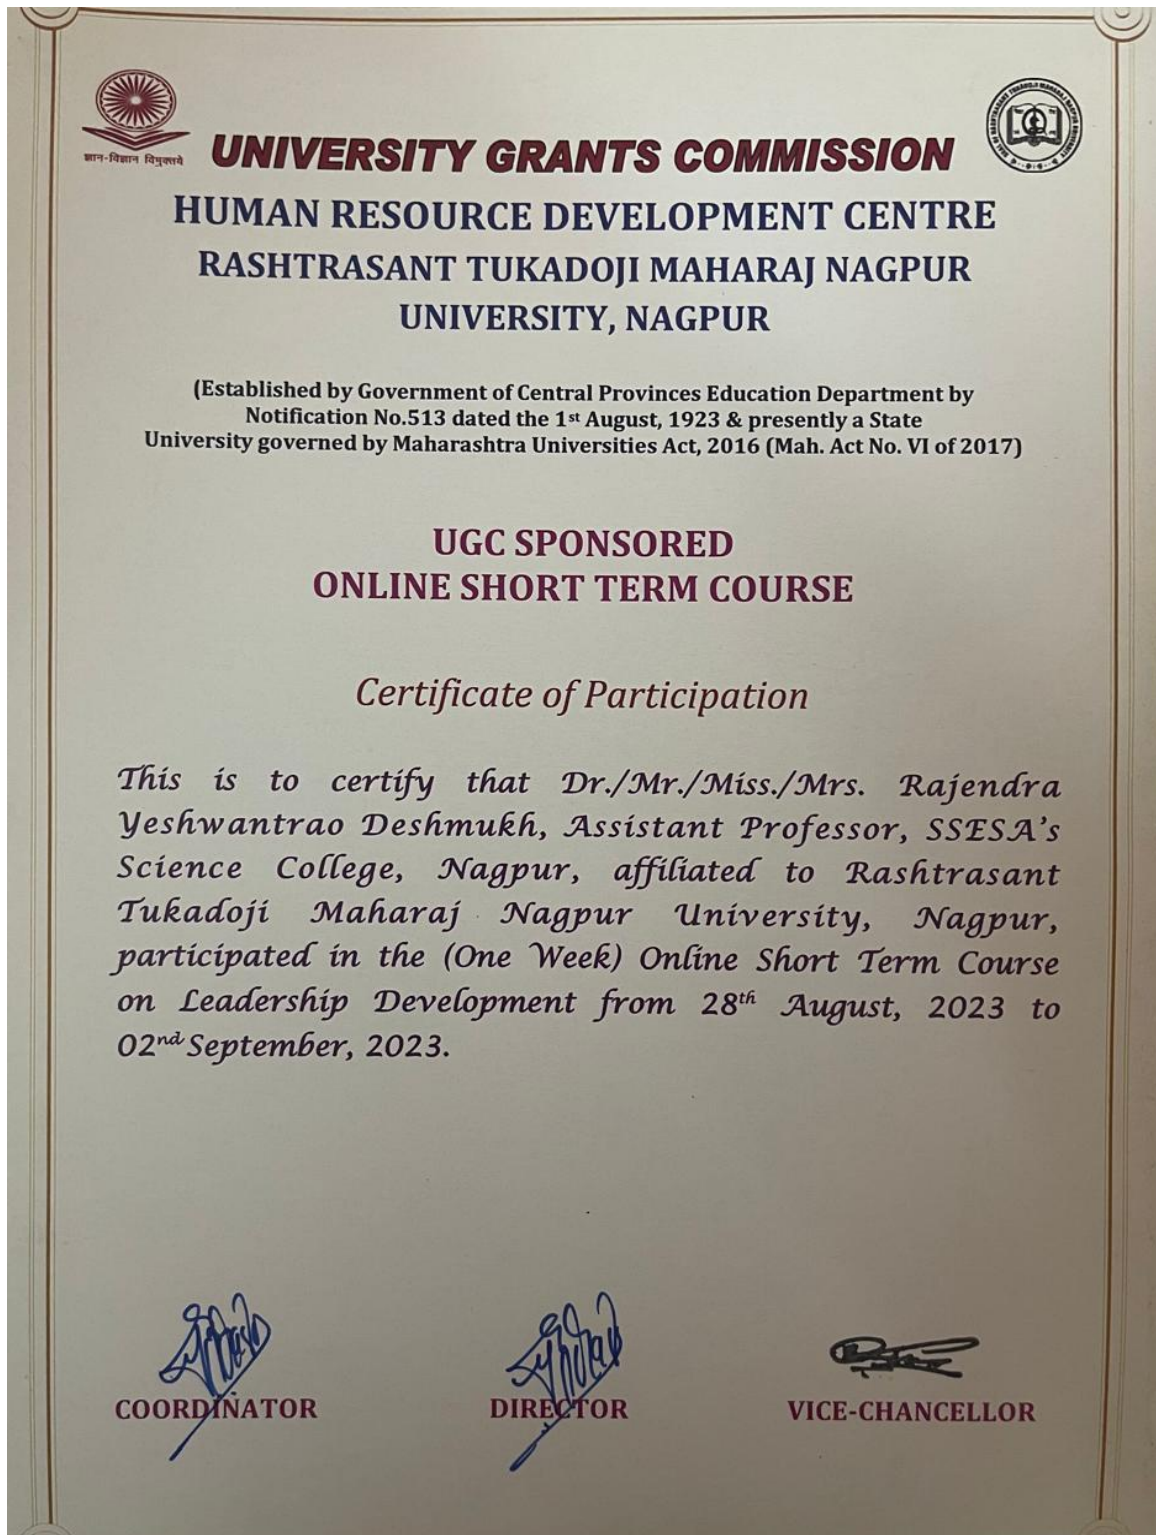 ज्ञान-विज्ञान विमुक्तये
UNIVERSITY GRANTS COMMISSION
HUMAN RESOURCE DEVELOPMENT CENTRE
RASHTRASANT TUKADOJI MAHARAJ NAGPUR
UNIVERSITY, NAGPUR
(Established by Government of Central Provinces Education Department by
Notification No.513 dated the 1st August, 1923 & presently a State
University governed by Maharashtra Universities Act, 2016 (Mah. Act No. VI of 2017)
UGC SPONSORED
ONLINE SHORT TERM COURSE
Certificate of Participation
This is to certify that Dr./Mr./Miss./Mrs. Rajendra
Yeshwantrao Deshmukh, Assistant Professor, SSESA's
Science College, Nagpur, affiliated to Rashtrasant
Tukadoji Maharaj Nagpur University, Nagpur,
participated in the (One Week) Online Short Term Course
on Leadership Development from 28th August, 2023 to
02nd September, 2023.
COORDINATOR
DIRECTOR
VICE-CHANCELLOR